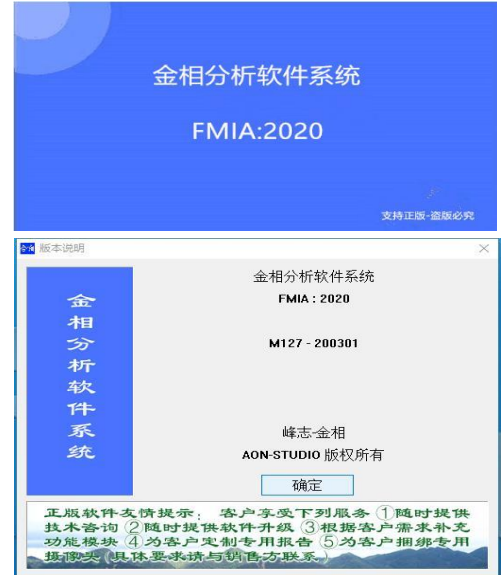 金相分析软件系统
FMIA:2020
支持正版-盗版必究
金相 版本说明
金相分析软件系统
金相分析软件系统
FMIA : 2020
M127 - 200301
峰志-金相
AON-STUDIO 版权所有
确定
正版软件友情提示： 客户享受下列服务 ①随时提供
技术咨询 ②随时提供软件升级 ③根据客户需求补充
功能模块 ④为客户定制专用报告 ⑤为客户捆绑专用
摄像头(具体要求请与销售方联系)